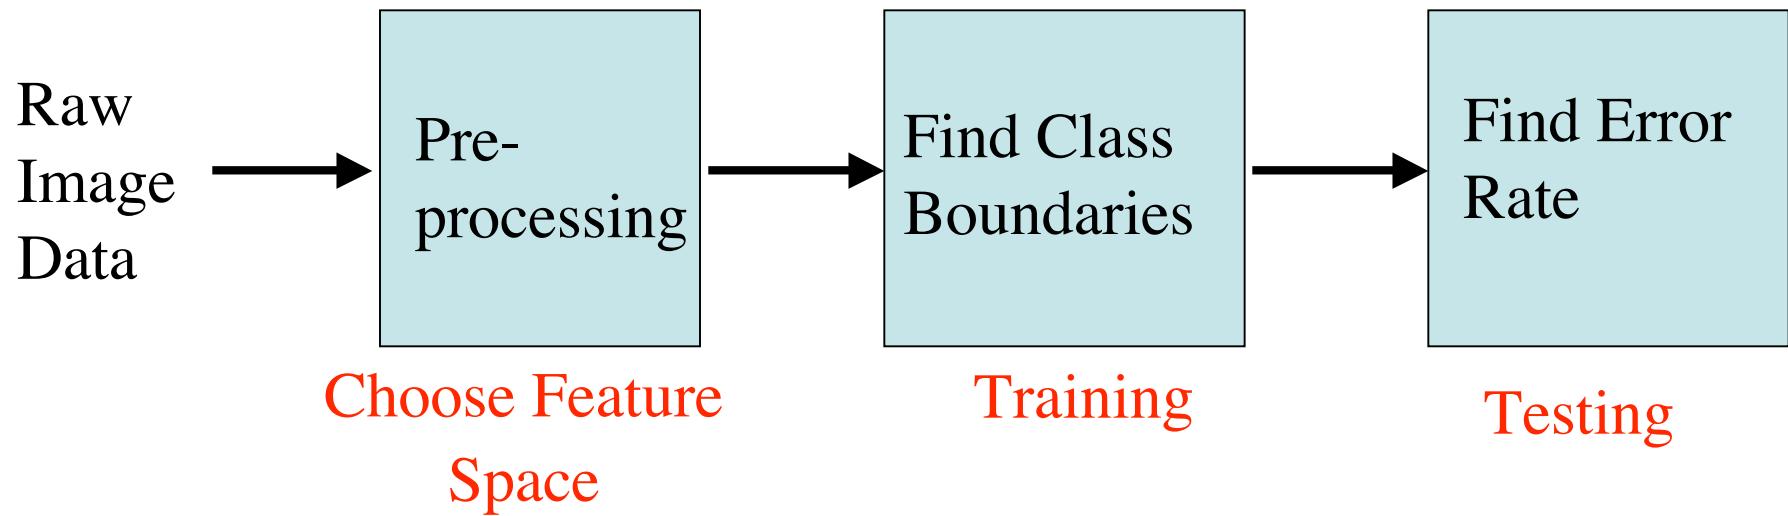 Raw
Image
Data
Pre-
processing
Choose Feature
Space
Find Class
Boundaries
Training
Find Error
Rate
Testing